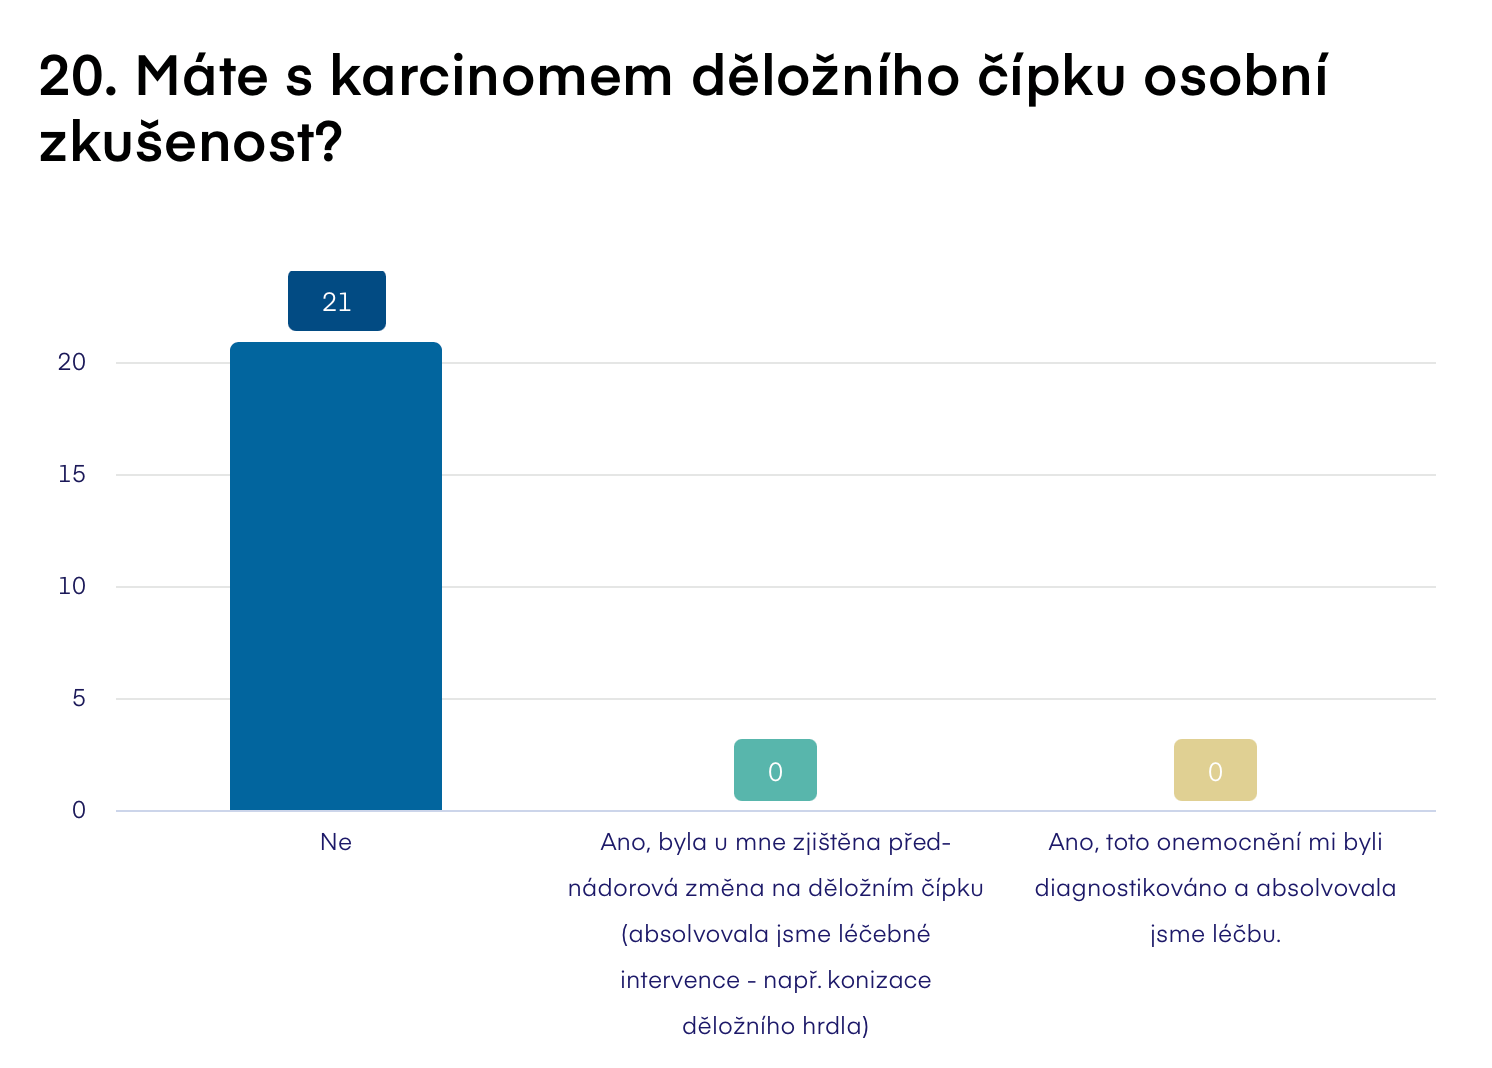 20. Máte s karcinomem děložního čípku osobní
zkušenost?
21
20
15
10
5
0
0
0
Ne
Ano, byla u mne zjištěna před-
nádorová změna na děložním čípku
(absolvovala jsme léčebné
intervence - např. konizace
děložního hrdla)
Ano, toto onemocnění mi byli
diagnostikováno a absolvovala
jsme léčbu.